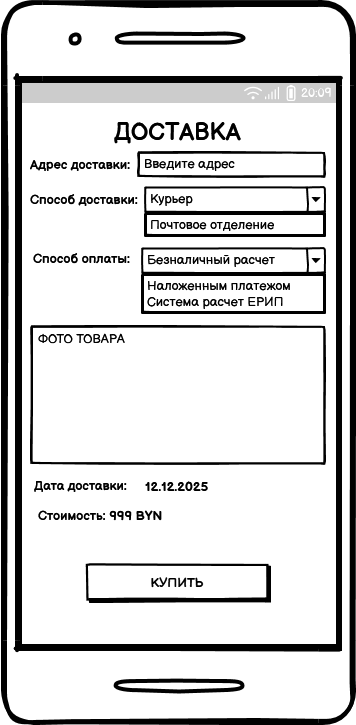 20:09
ДОСТАВКА
Адрес доставки: Введите адрес
Способ доставки: Курьер
Почтовое отделение
Способ оплаты: Безналичный расчет
Наложенным платежом
Система расчет ЕРИП
ФОТО ТОВАРА
Дата доставки: 12.12.2025
Стоимость: 999 BYN
КУПИТЬ